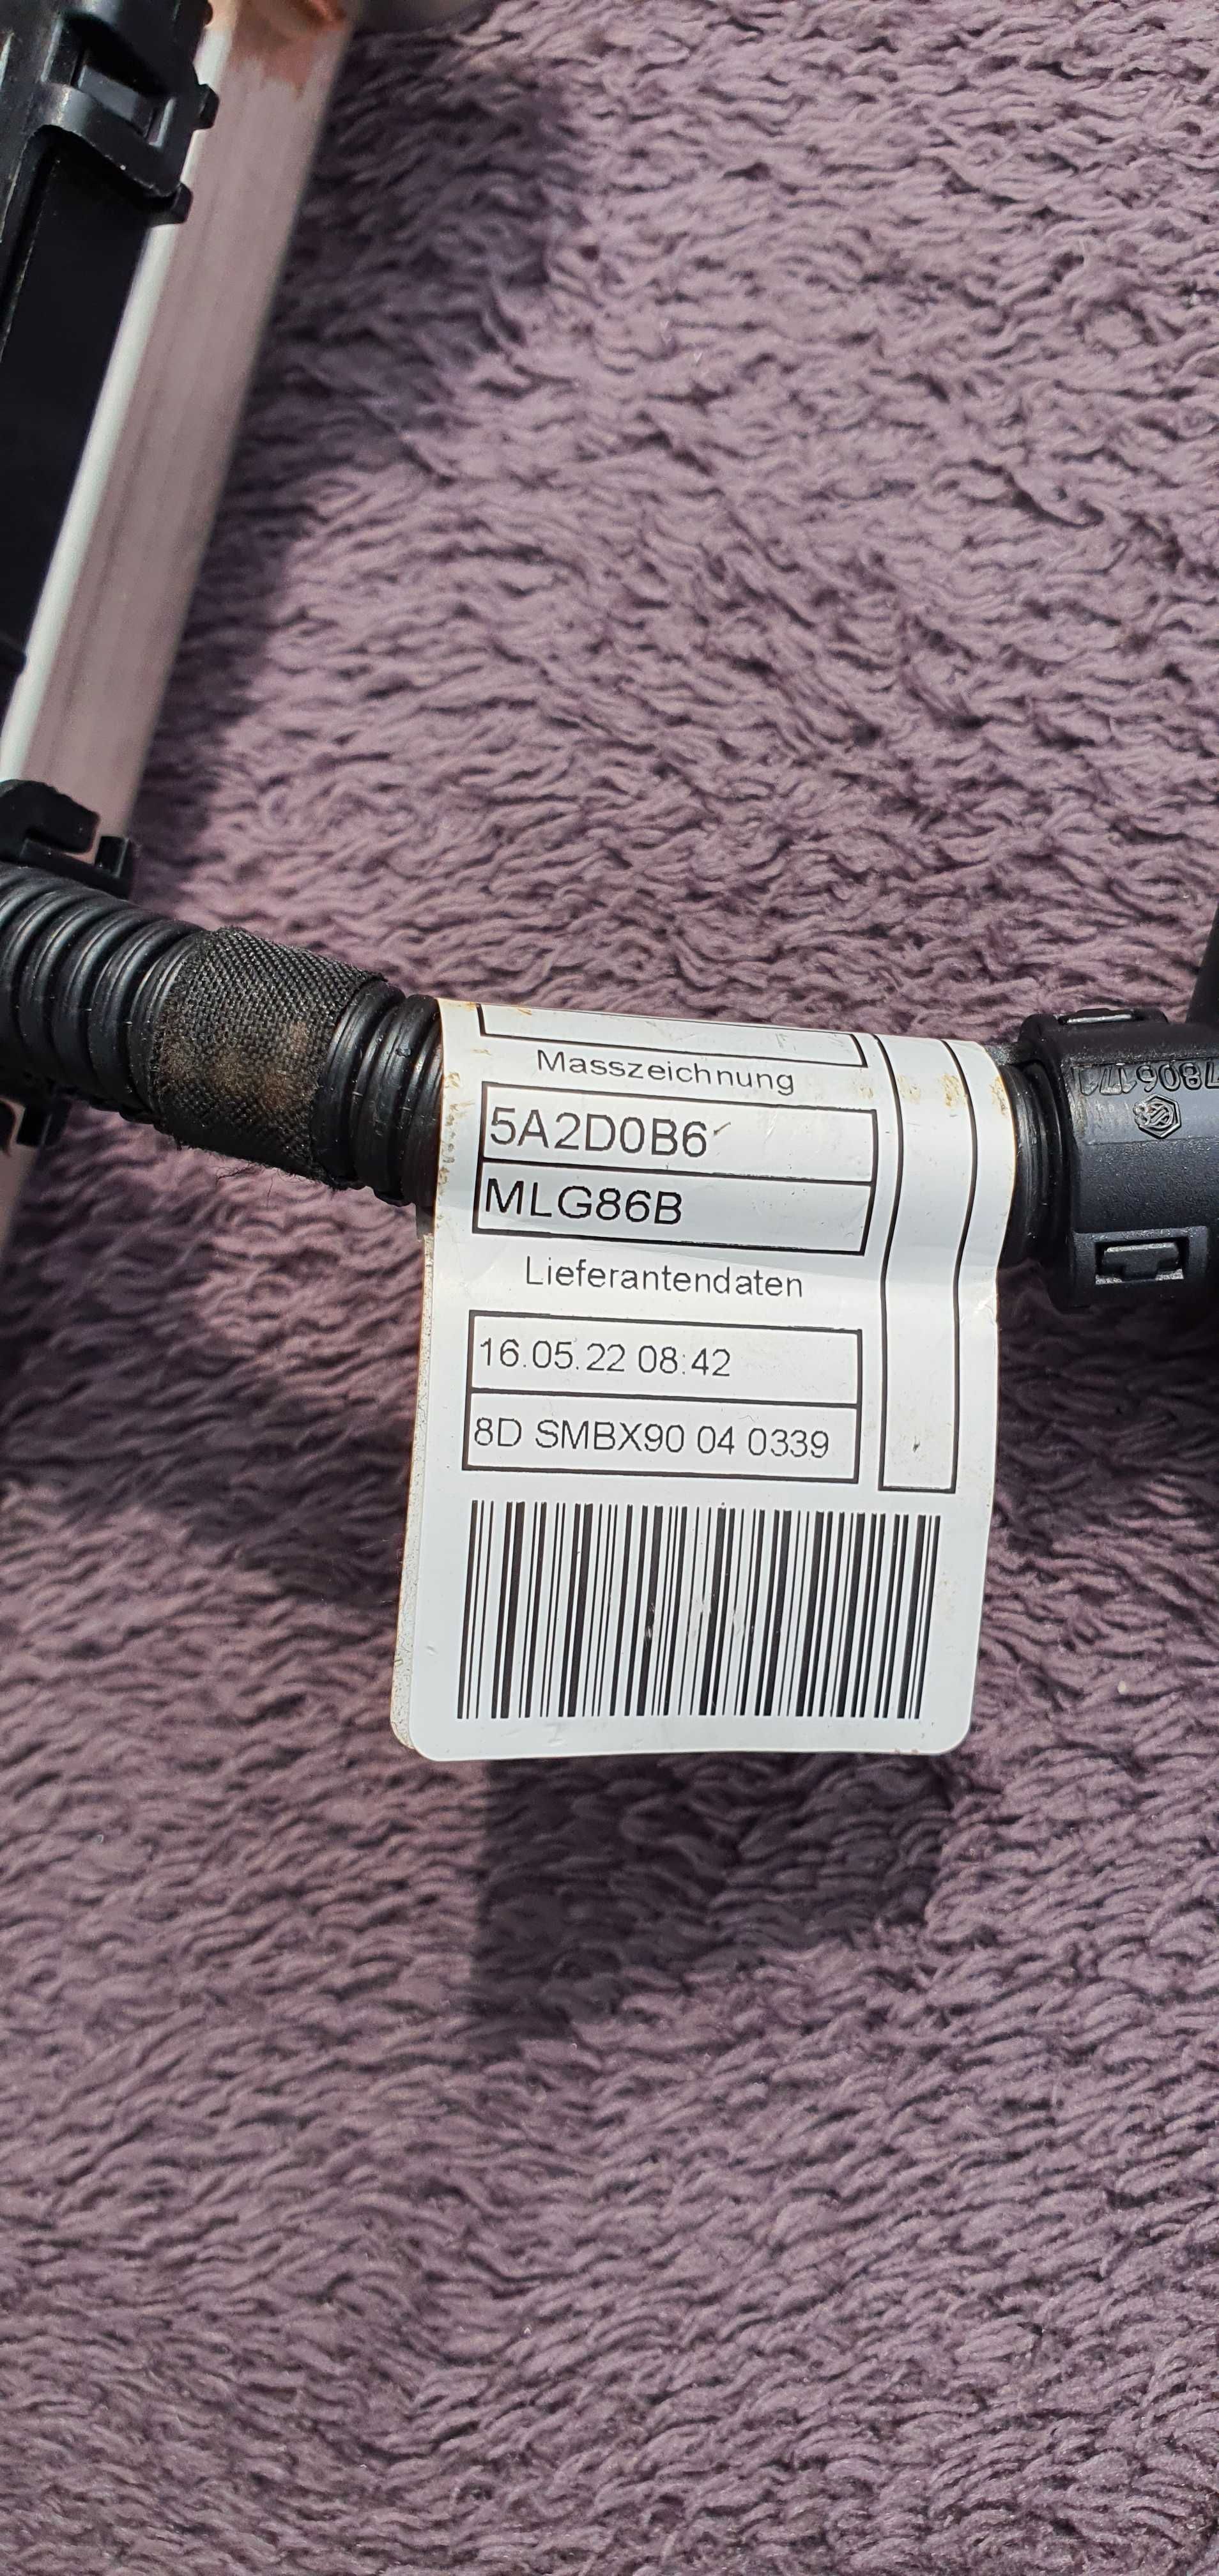 Masszeichnung
5A2D0B6
MLG86B
Lieferantendaten
16.05.22 08:42
8D SMBX90 04 0339